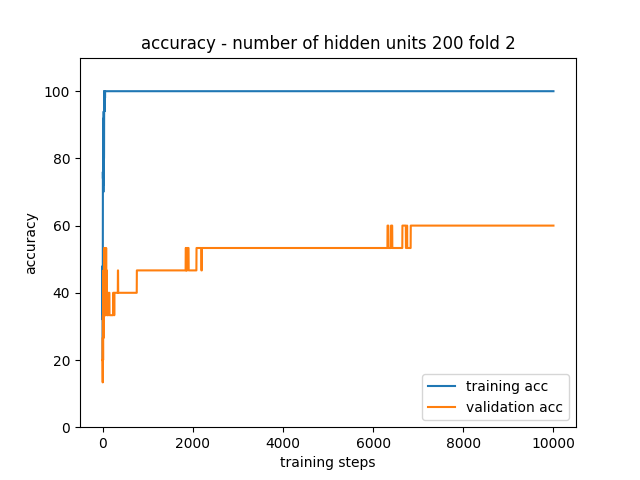 accuracy - number of hidden units 200 fold 2
accuracy
100
80
60
40
20
0
0 2000 4000 6000 8000 10000
training steps
training acc
validation acc